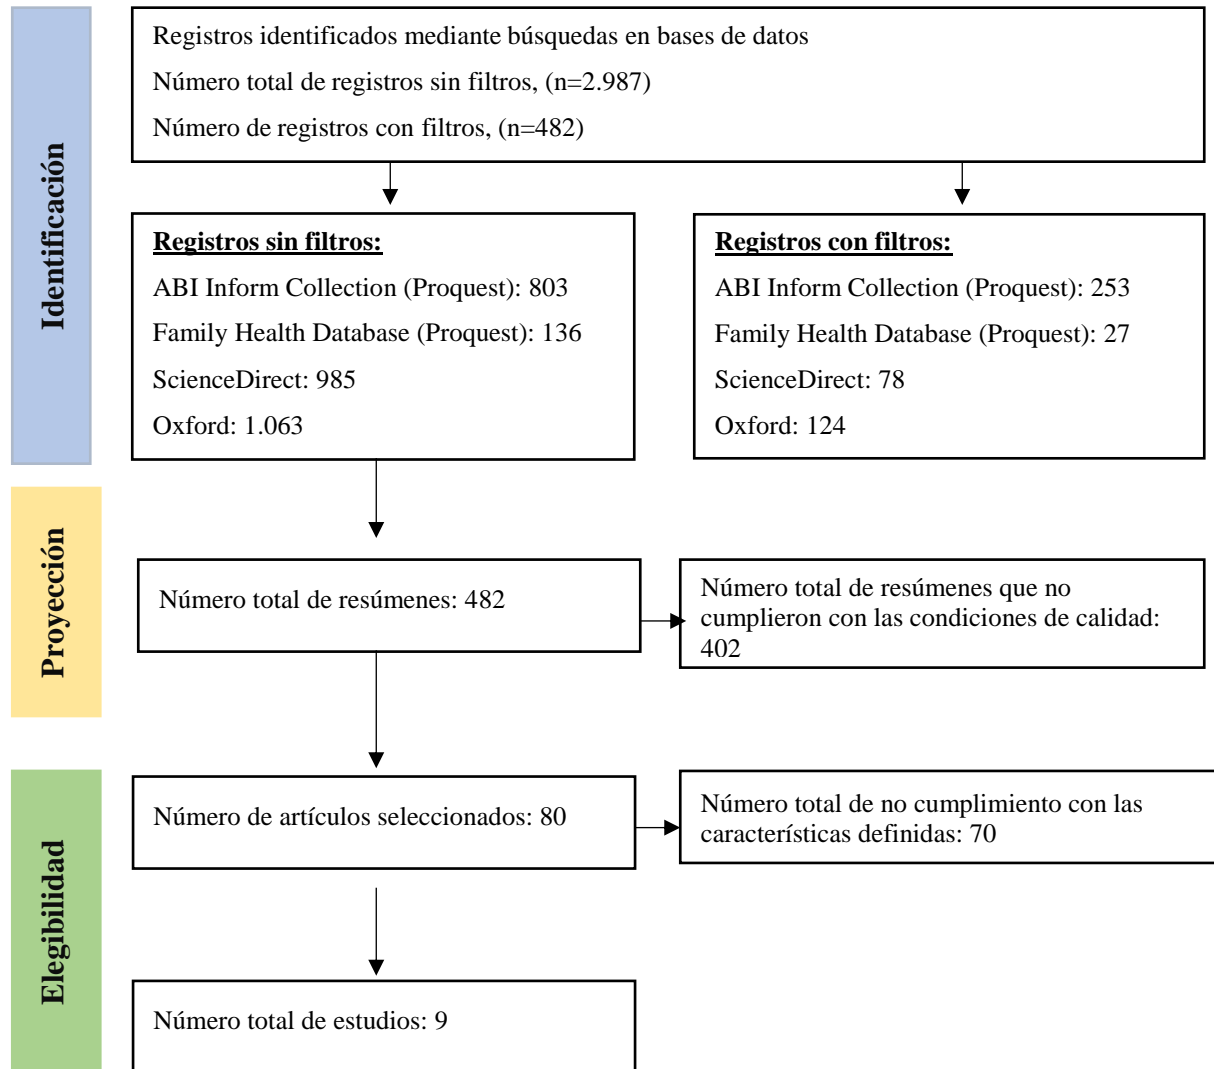 Identificación
Registros identificados mediante búsquedas en bases de datos
Número total de registros sin filtros, (n=2.987)
Número de registros con filtros, (n=482)
Registros sin filtros:
ABI Inform Collection (Proquest): 803
Family Health Database (Proquest): 136
ScienceDirect: 985
Oxford: 1.063
Registros con filtros:
ABI Inform Collection (Proquest): 253
Family Health Database (Proquest): 27
ScienceDirect: 78
Oxford: 124
Proyección
Número total de resúmenes: 482
Número total de resúmenes que no
cumplieron con las condiciones de calidad:
402
Elegibilidad
Número de artículos seleccionados: 80
Número total de no cumplimiento con las
características definidas: 70
Número total de estudios: 9